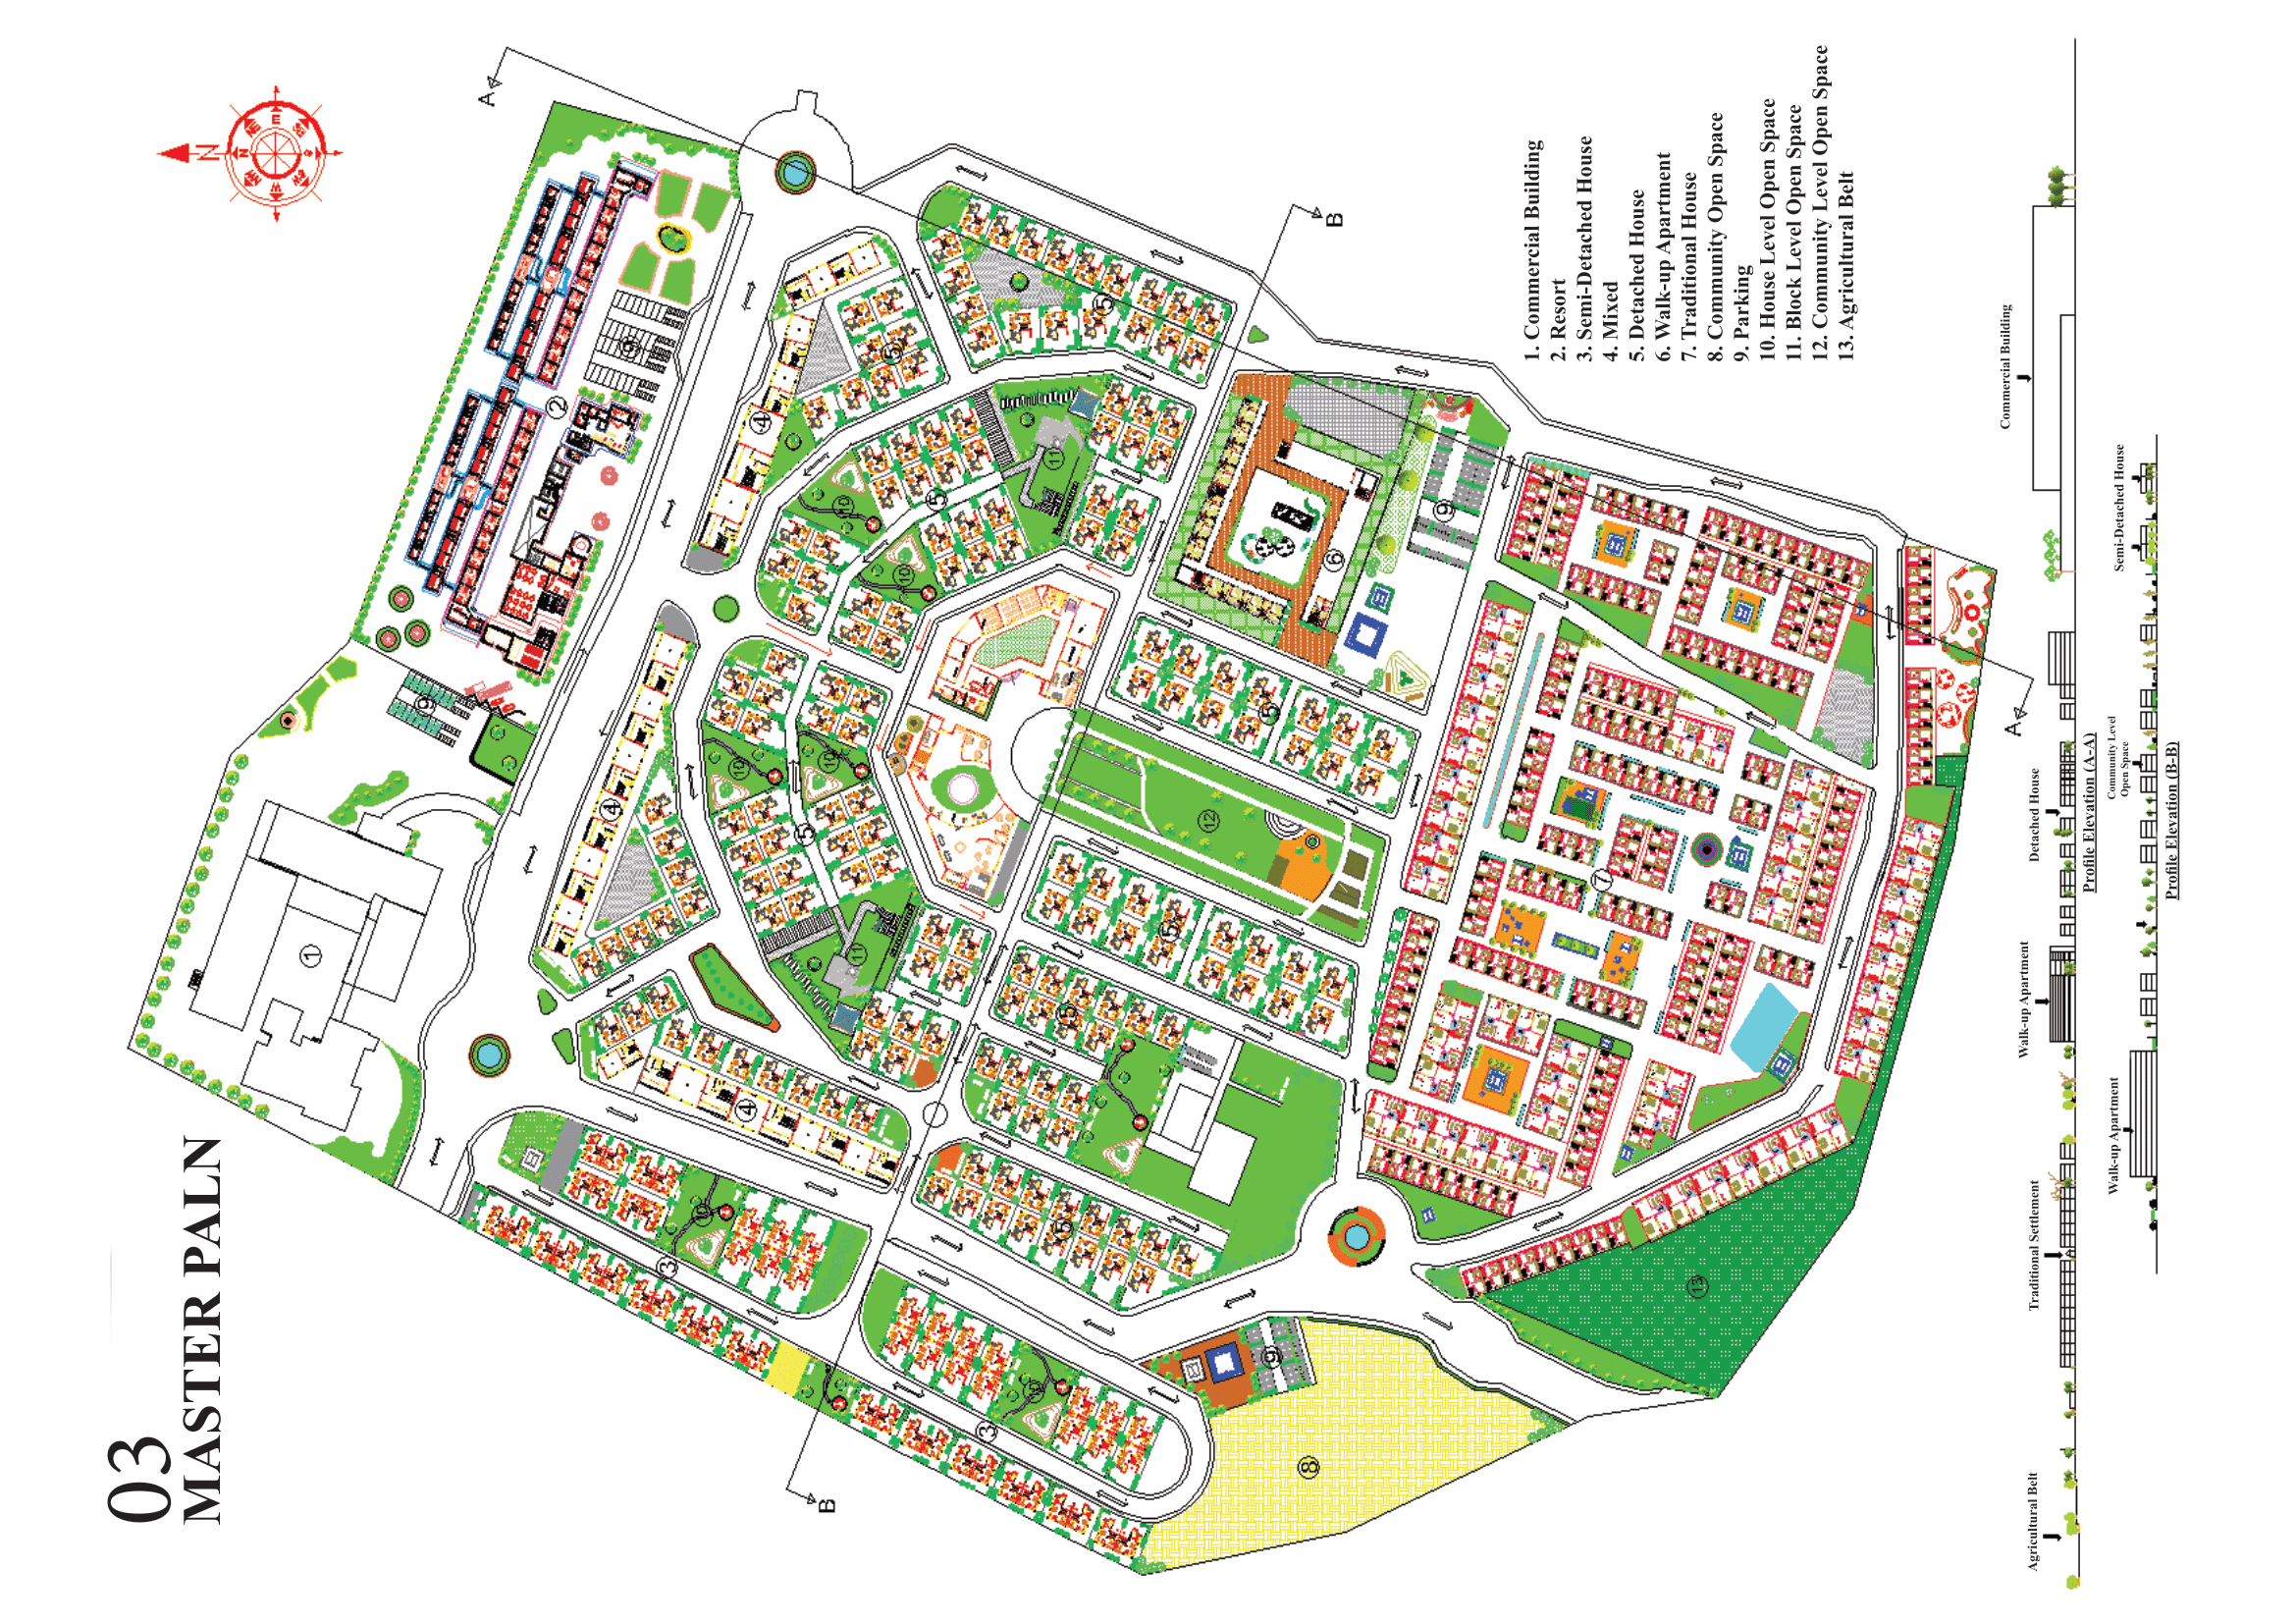 03
MASTER PALN
N
A
A
B
B
1
2
3
3
4
4
4
5
5
5
5
5
5
5
6
6
7
8
9
9
9
9
10
10
10
10
10
10
11
11
12
13
1. Commercial Building
2. Resort
3. Semi-Detached House
4. Mixed
5. Detached House
6. Walk-up Apartment
7. Traditional House
8. Community Open Space
9. Parking
10. House Level Open Space
11. Block Level Open Space
12. Community Level Open Space
13. Agricultural Belt
Agricultural Belt
Traditional Settlement
Walk-up Apartment
Detached House
Commercial Building
Profile Elevation (A-A)
Walk-up Apartment
Community Level
Open Space
Semi-Detached House
Profile Elevation (B-B)